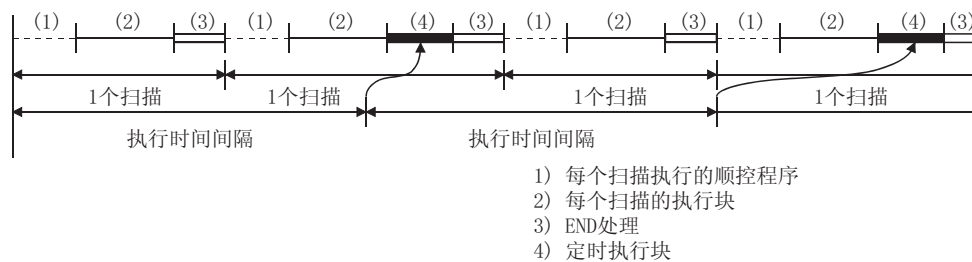 (1) (2) (3) (1) (2) (4) (3) (1) (2) (3) (1) (2) (4) (3)
1个扫描 1个扫描 1个扫描 1个扫描
执行时间间隔 执行时间间隔
1) 每个扫描执行的顺控程序
2) 每个扫描的执行块
3) END处理
4) 定时执行块